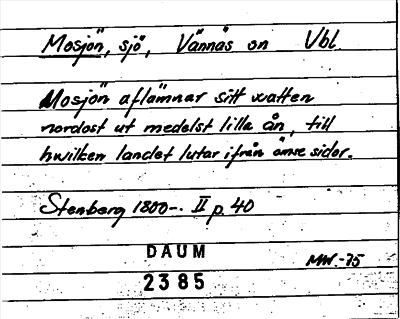 Mosjön, sjö, Vännäs sn Vbl.
Mosjön aflämnar sitt watten
nordost ut medelst lilla ån, till
hwilken landet lutar ifrån ömse sidor.
Stenberg 1800-. II p. 40
DAUM
MW.-75
2385